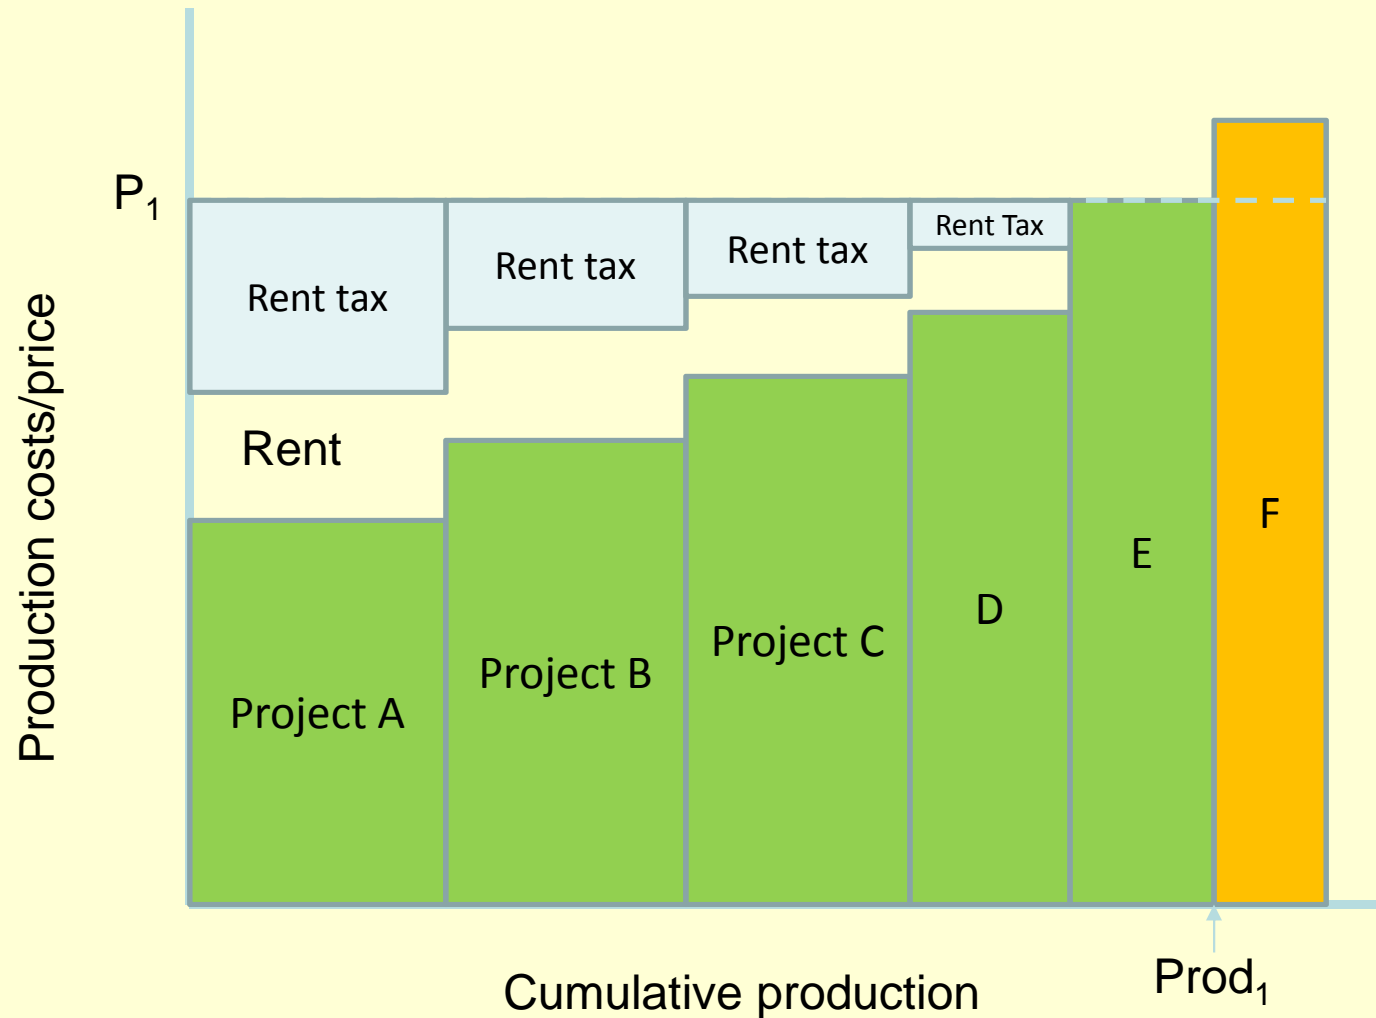 P₁
Rent tax
Rent tax
Rent tax
Rent Tax
Production costs/price
Rent
F
E
D
Project C
Project B
Project A
Prod₁
Cumulative production